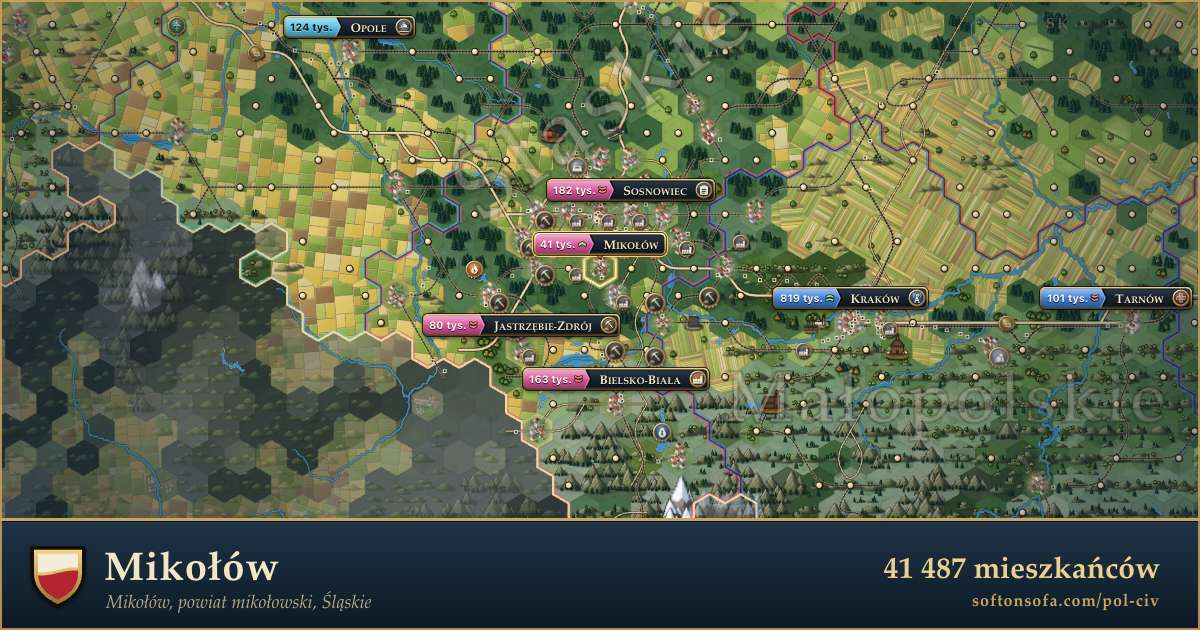 124 tys. OPOLE
Śląskie
182 tys. SOSNOWIEC
41 tys. MIKOŁÓW
819 tys. KRAKÓW
101 tys. TARNÓW
80 tys. JASTRZĘBIE-ZDRÓJ
163 tys. BIELSKO-BIAŁA
Małopolskie
Mikołów
Mikołów, powiat mikołowski, Śląskie
41 487 mieszkańców
softonsofa.com/pol-civ